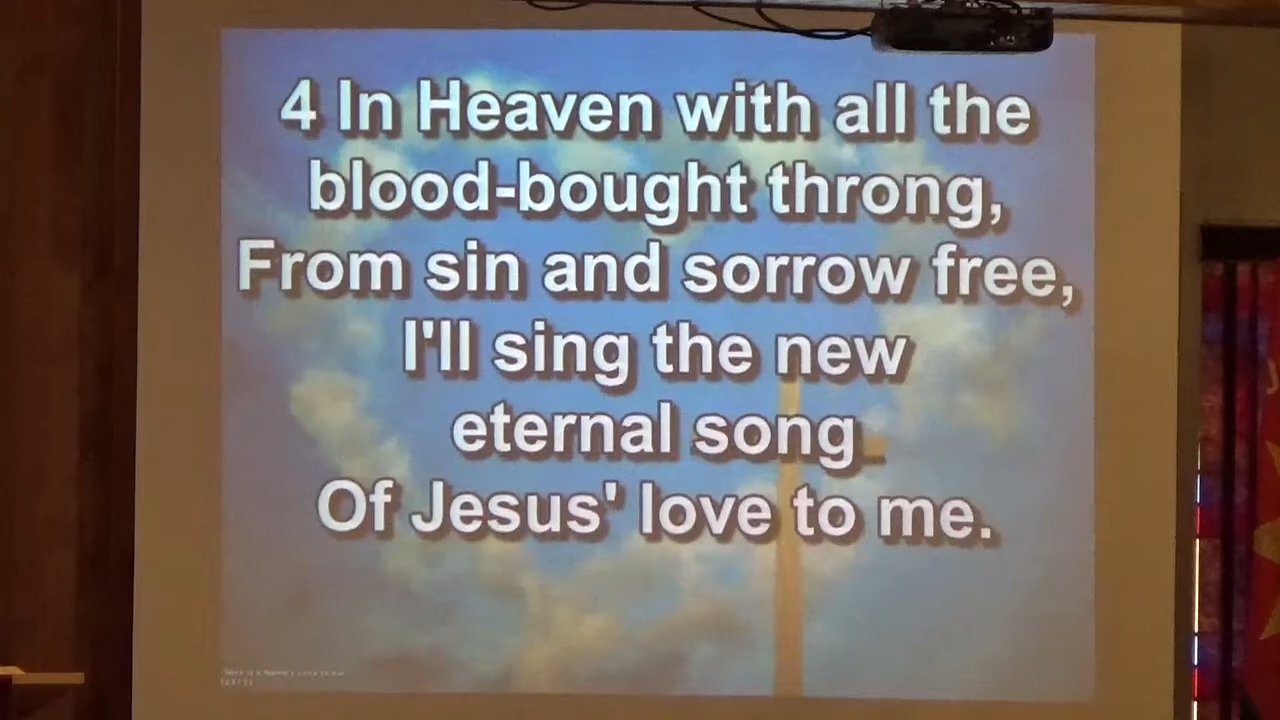 4 In Heaven with all the
blood-bought throng,
From sin and sorrow free,
I'll sing the new
eternal song
Of Jesus' love to me.